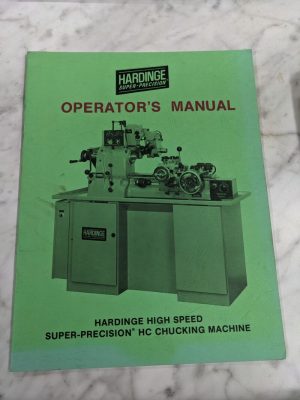 HARDINGE
SUPER-PRECISION
OPERATOR'S MANUAL
HARDINGE
HARDINGE HIGH SPEED
SUPER-PRECISION® HC CHUCKING MACHINE